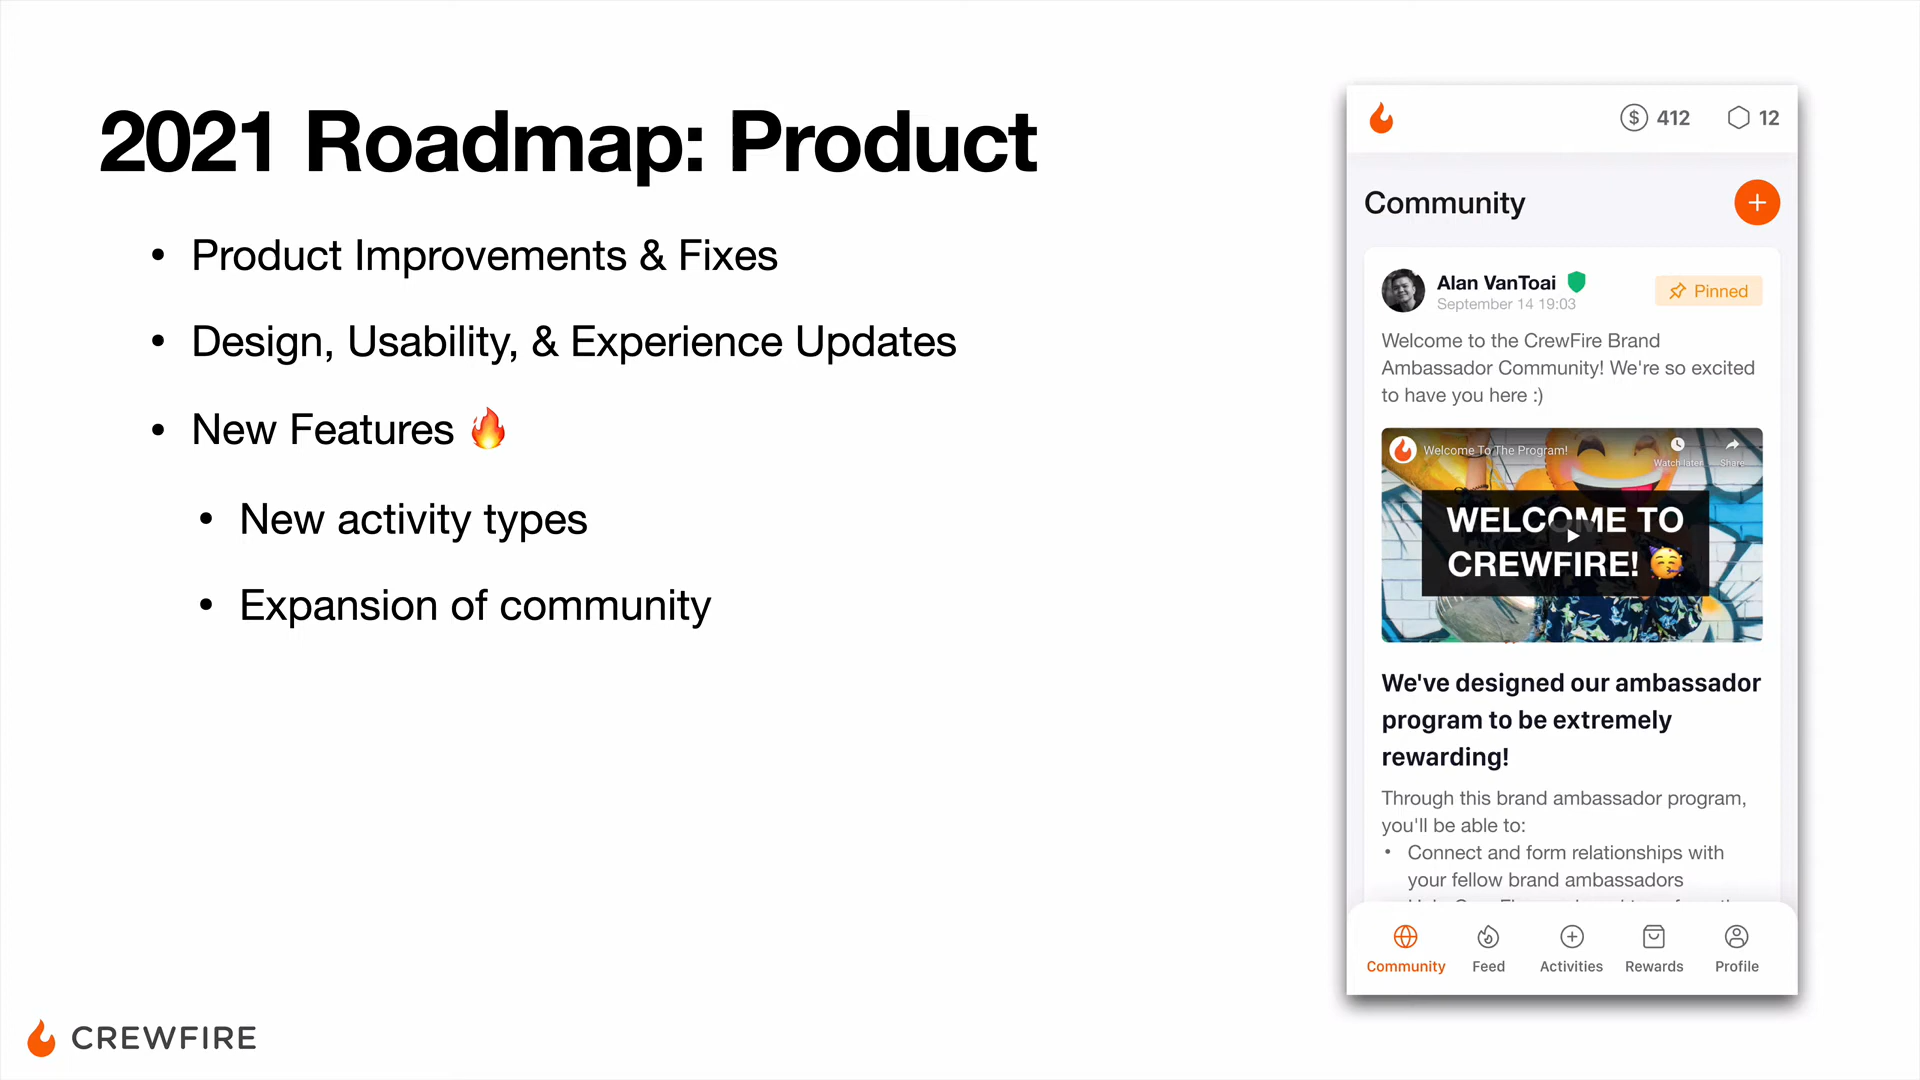 2021 Roadmap: Product
• Product Improvements & Fixes
• Design, Usability, & Experience Updates
• New Features 🔥
• New activity types
• Expansion of community
CREWFIRE
$ 412 12
Community
Alan VanToai
September 14 19:03
Pinned
Welcome to the CrewFire Brand
Ambassador Community! We're so excited
to have you here :)
Welcome To The Program!
Watch later
Share
WELCOME TO
CREWFIRE! 🥳
We've designed our ambassador
program to be extremely
rewarding!
Through this brand ambassador program,
you'll be able to:
• Connect and form relationships with
your fellow brand ambassadors
Community Feed Activities Rewards Profile